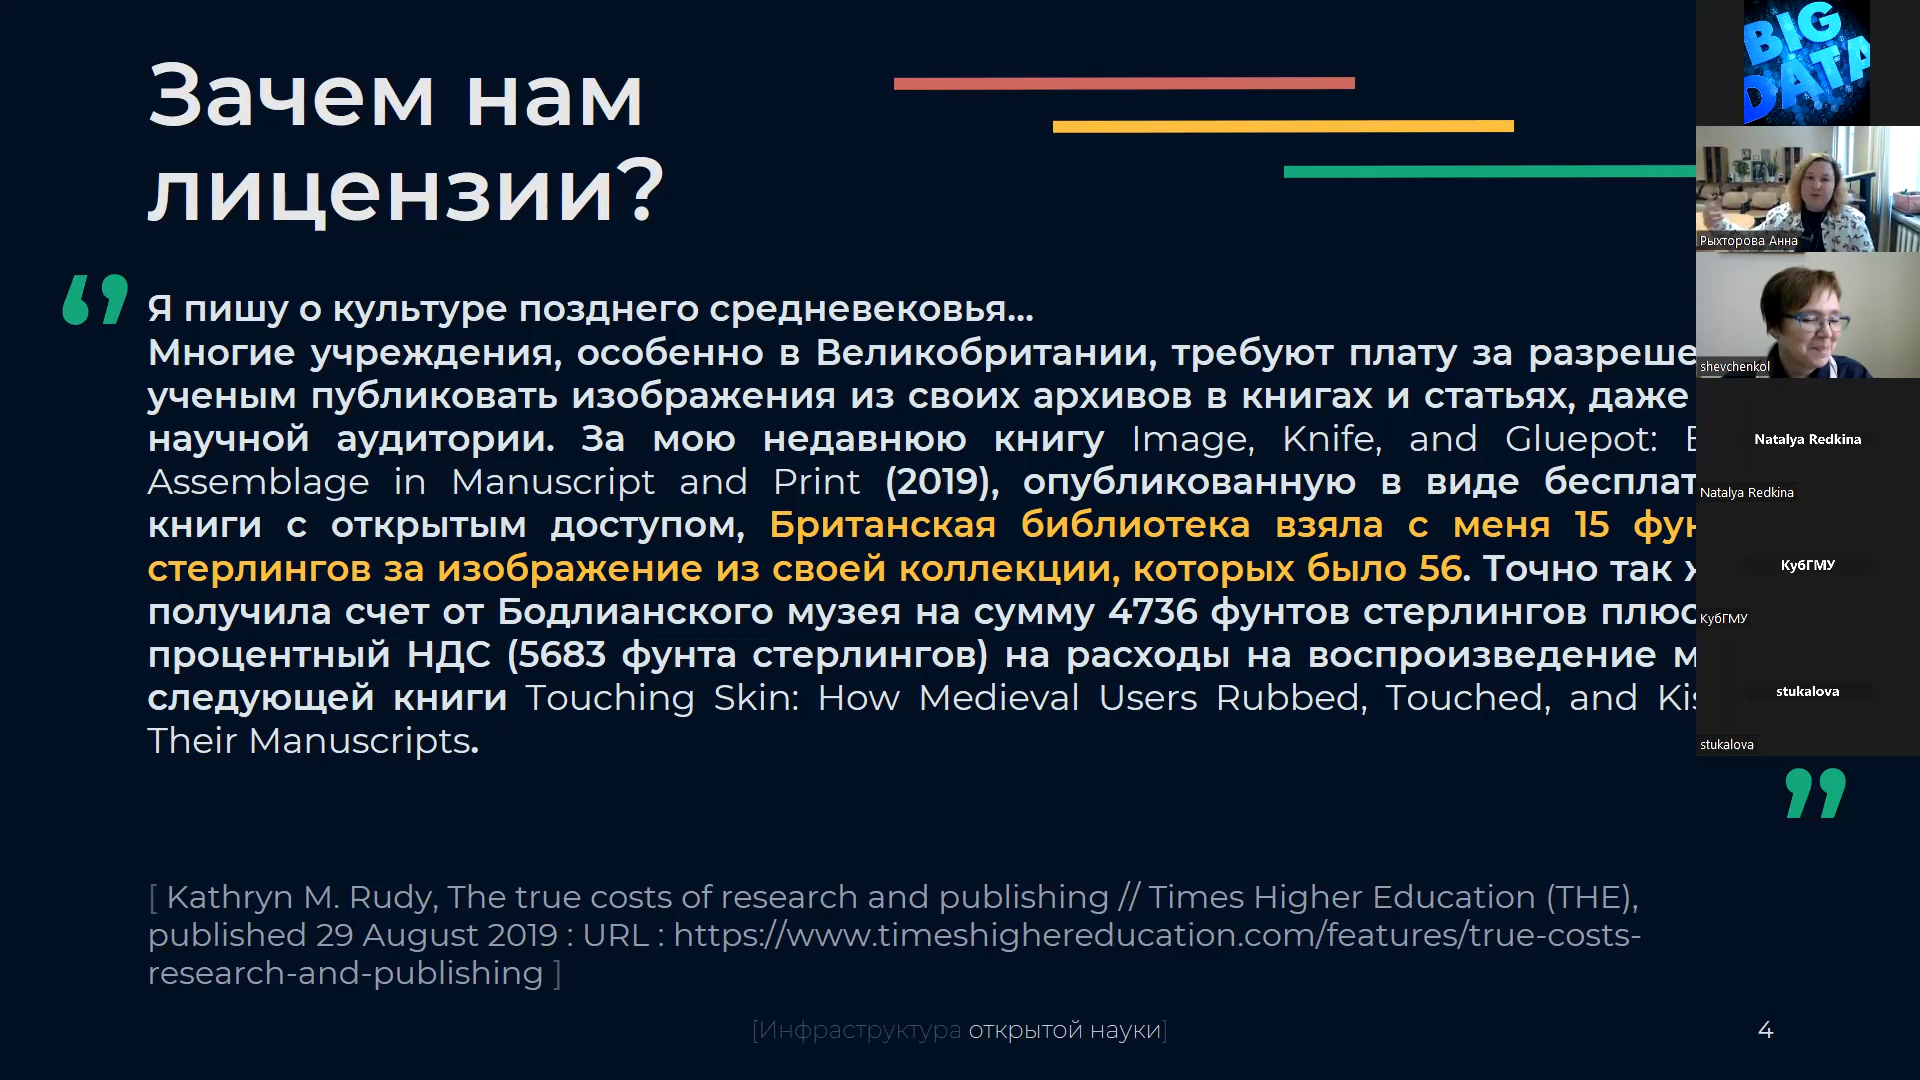 Зачем нам
лицензии?
Я пишу о культуре позднего средневековья...
Многие учреждения, особенно в Великобритании, требуют плату за
ученым публиковать изображения из своих архивов в книгах и статьях, даже
научной аудитории. За мою недавнюю книгу Image, Knife, and Gluepot:
Assemblage in Manuscript and Print (2019), опубликованную в виде
книги с открытым доступом, Британская библиотека взяла с меня 15
стерлингов за изображение из своей коллекции, которых было 56. Точно так
получила счет от Бодлианского музея на сумму 4736 фунтов стерлингов
процентный НДС (5683 фунта стерлингов) на расходы на воспроизведение
следующей книги Touching Skin: How Medieval Users Rubbed, Touched, and
Their Manuscripts.
[ Kathryn M. Rudy, The true costs of research and publishing // Times Higher Education (THE),
published 29 August 2019 : URL : https://www.timeshighereducation.com/features/true-costs-
research-and-publishing ]
[Инфраструктура открытой науки]
4
BIG
DATA
Рыхторова Анна
shevchenkol
Natalya Redkina
Natalya Redkina
КубГМУ
КубГМУ
stukalova
stukalova